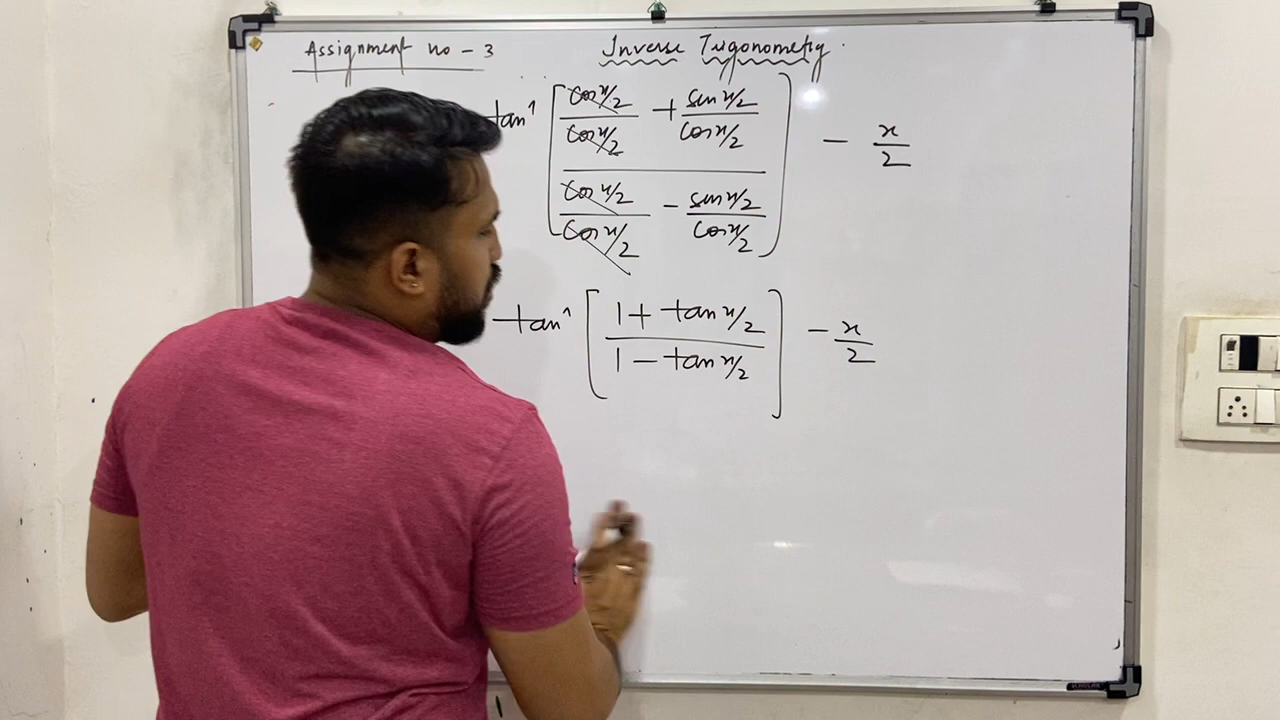 Assignment no - 3
Inverse Trigonometry
tan⁻¹ [ (cos x/2 / cos x/2 + sin x/2 / cos x/2) / (cos x/2 / cos x/2 - sin x/2 / cos x/2) ] - x/2
tan⁻¹ [ (1 + tan x/2) / (1 - tan x/2) ] - x/2